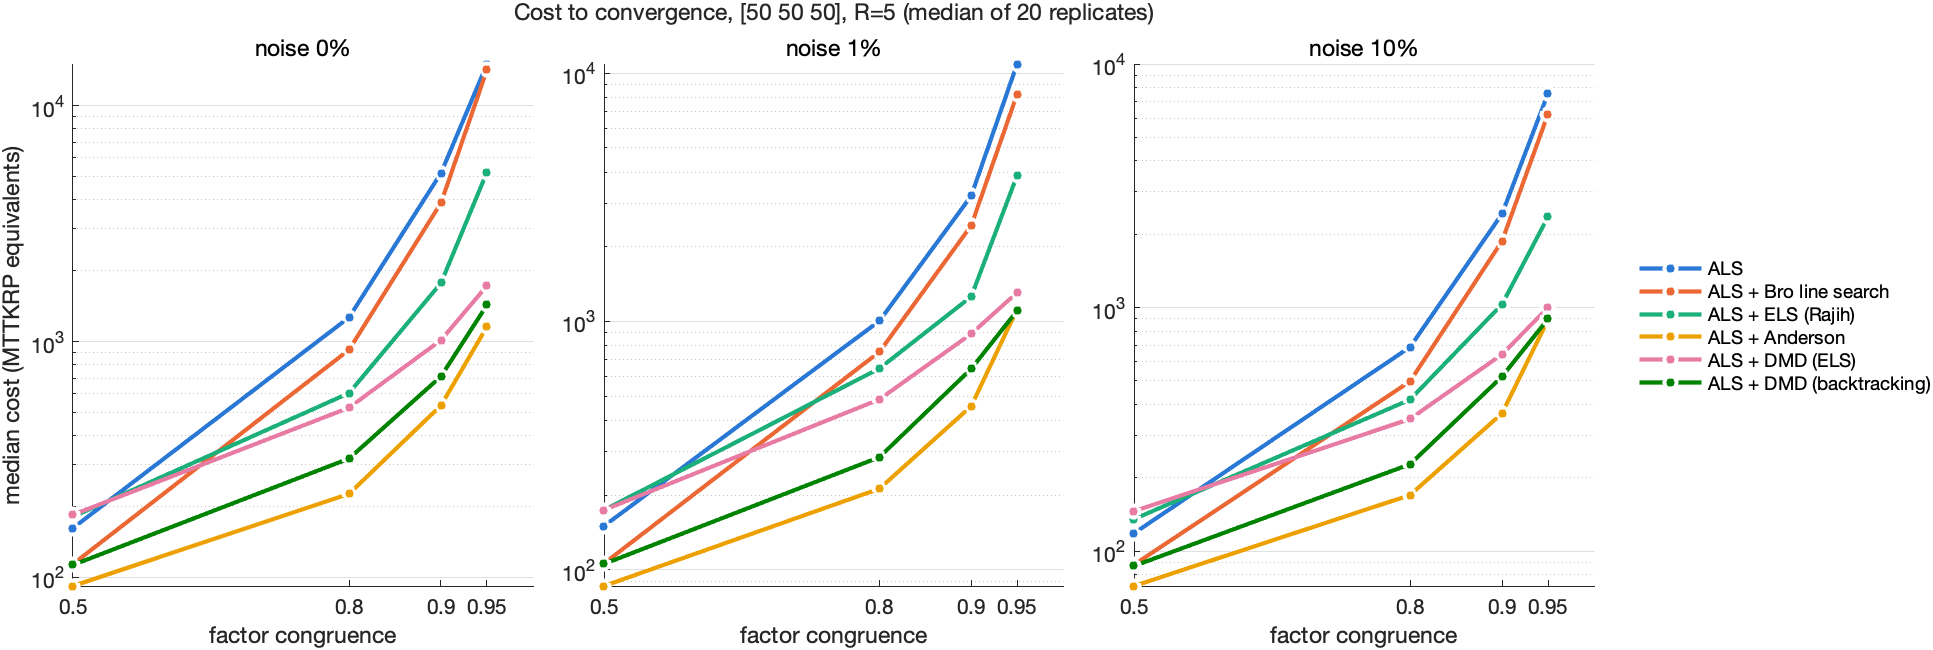 Cost to convergence, [50 50 50], R=5 (median of 20 replicates)
noise 0%
noise 1%
noise 10%
median cost (MTTKRP equivalents)
10^4
10^3
10^2
0.5 0.8 0.9 0.95
factor congruence
10^4
10^3
10^2
0.5 0.8 0.9 0.95
factor congruence
10^4
10^3
10^2
0.5 0.8 0.9 0.95
factor congruence
ALS
ALS + Bro line search
ALS + ELS (Rajih)
ALS + Anderson
ALS + DMD (ELS)
ALS + DMD (backtracking)